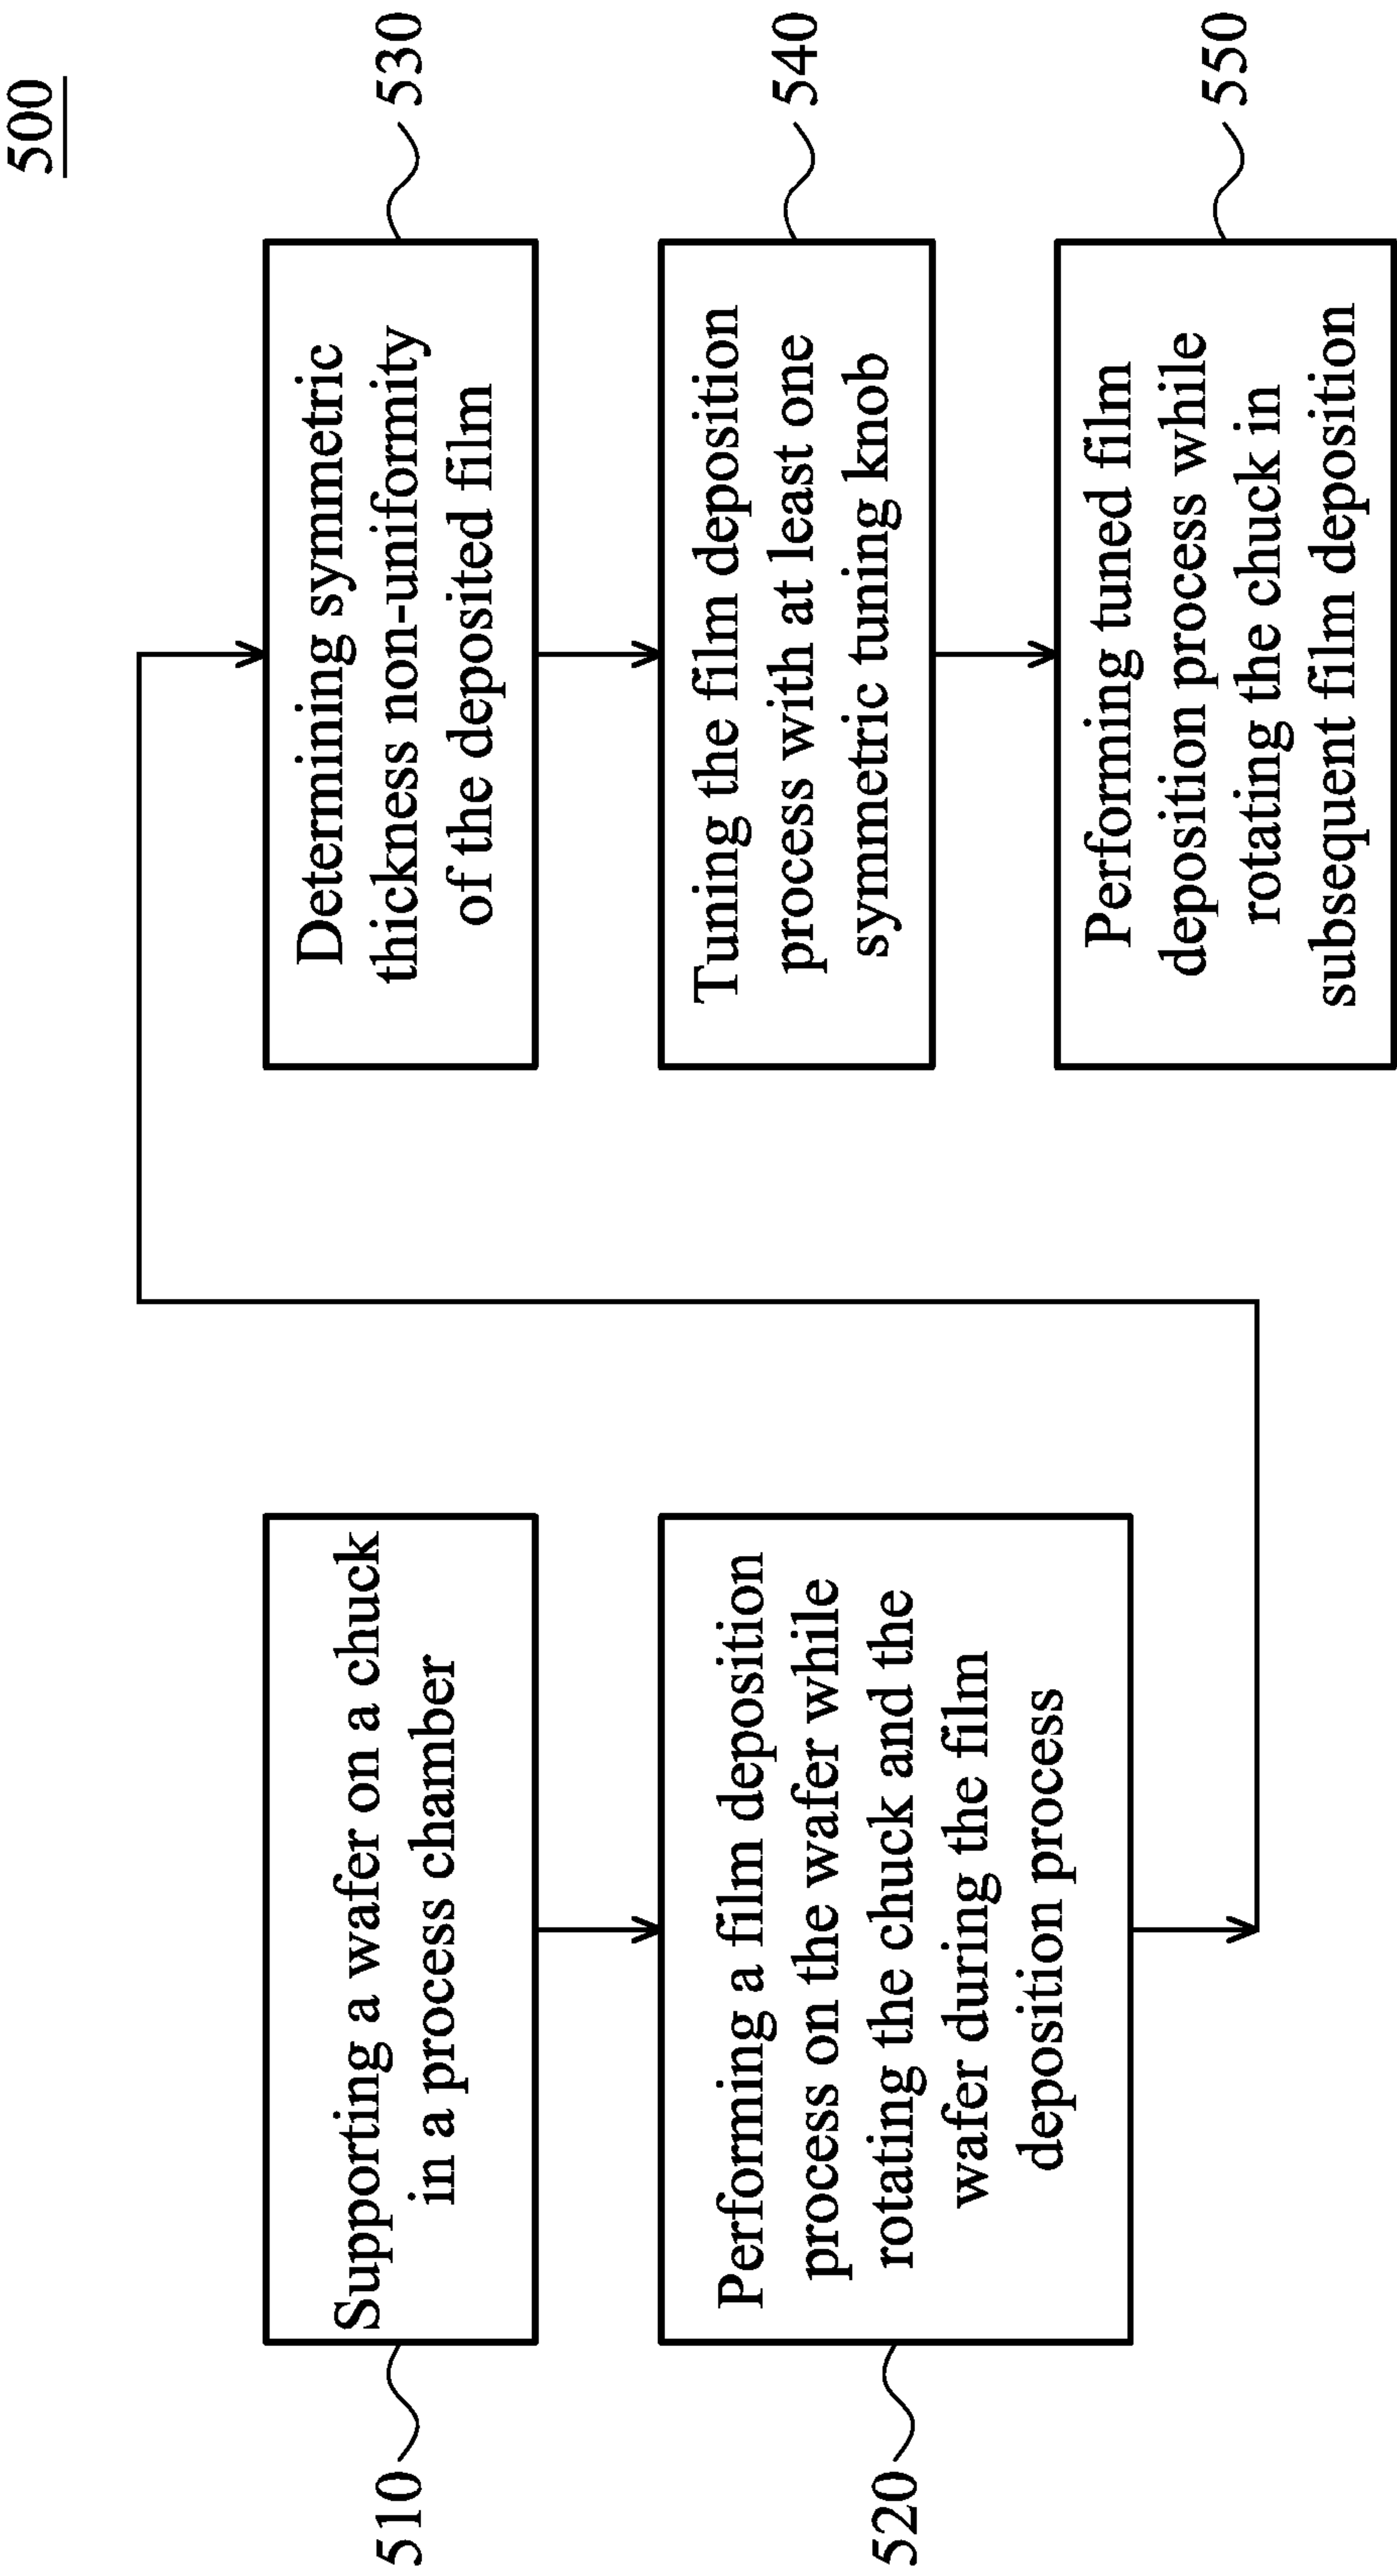 500
510
Supporting a wafer on a chuck
in a process chamber
520
Performing a film deposition
process on the wafer while
rotating the chuck and the
wafer during the film
deposition process
530
Determining symmetric
thickness non-uniformity
of the deposited film
540
Tuning the film deposition
process with at least one
symmetric tuning knob
550
Performing tuned film
deposition process while
rotating the chuck in
subsequent film deposition